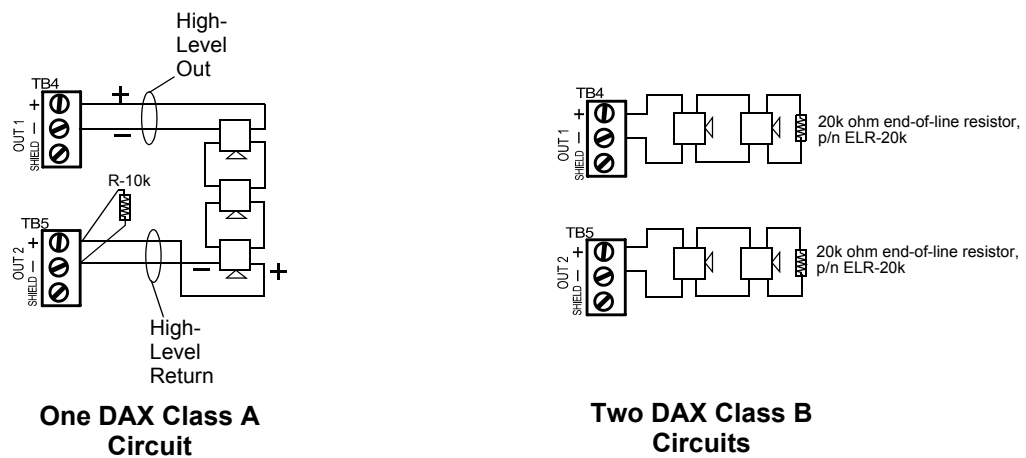 High-
Level
Out
TB4
+
–
OUT 1
SHIELD
+
–
R-10k
TB5
+
–
OUT 2
SHIELD
–
+
High-
Level
Return
One DAX Class A
Circuit
TB4
+
–
OUT 1
SHIELD
20k ohm end-of-line resistor,
p/n ELR-20k
TB5
+
–
OUT 2
SHIELD
20k ohm end-of-line resistor,
p/n ELR-20k
Two DAX Class B
Circuits